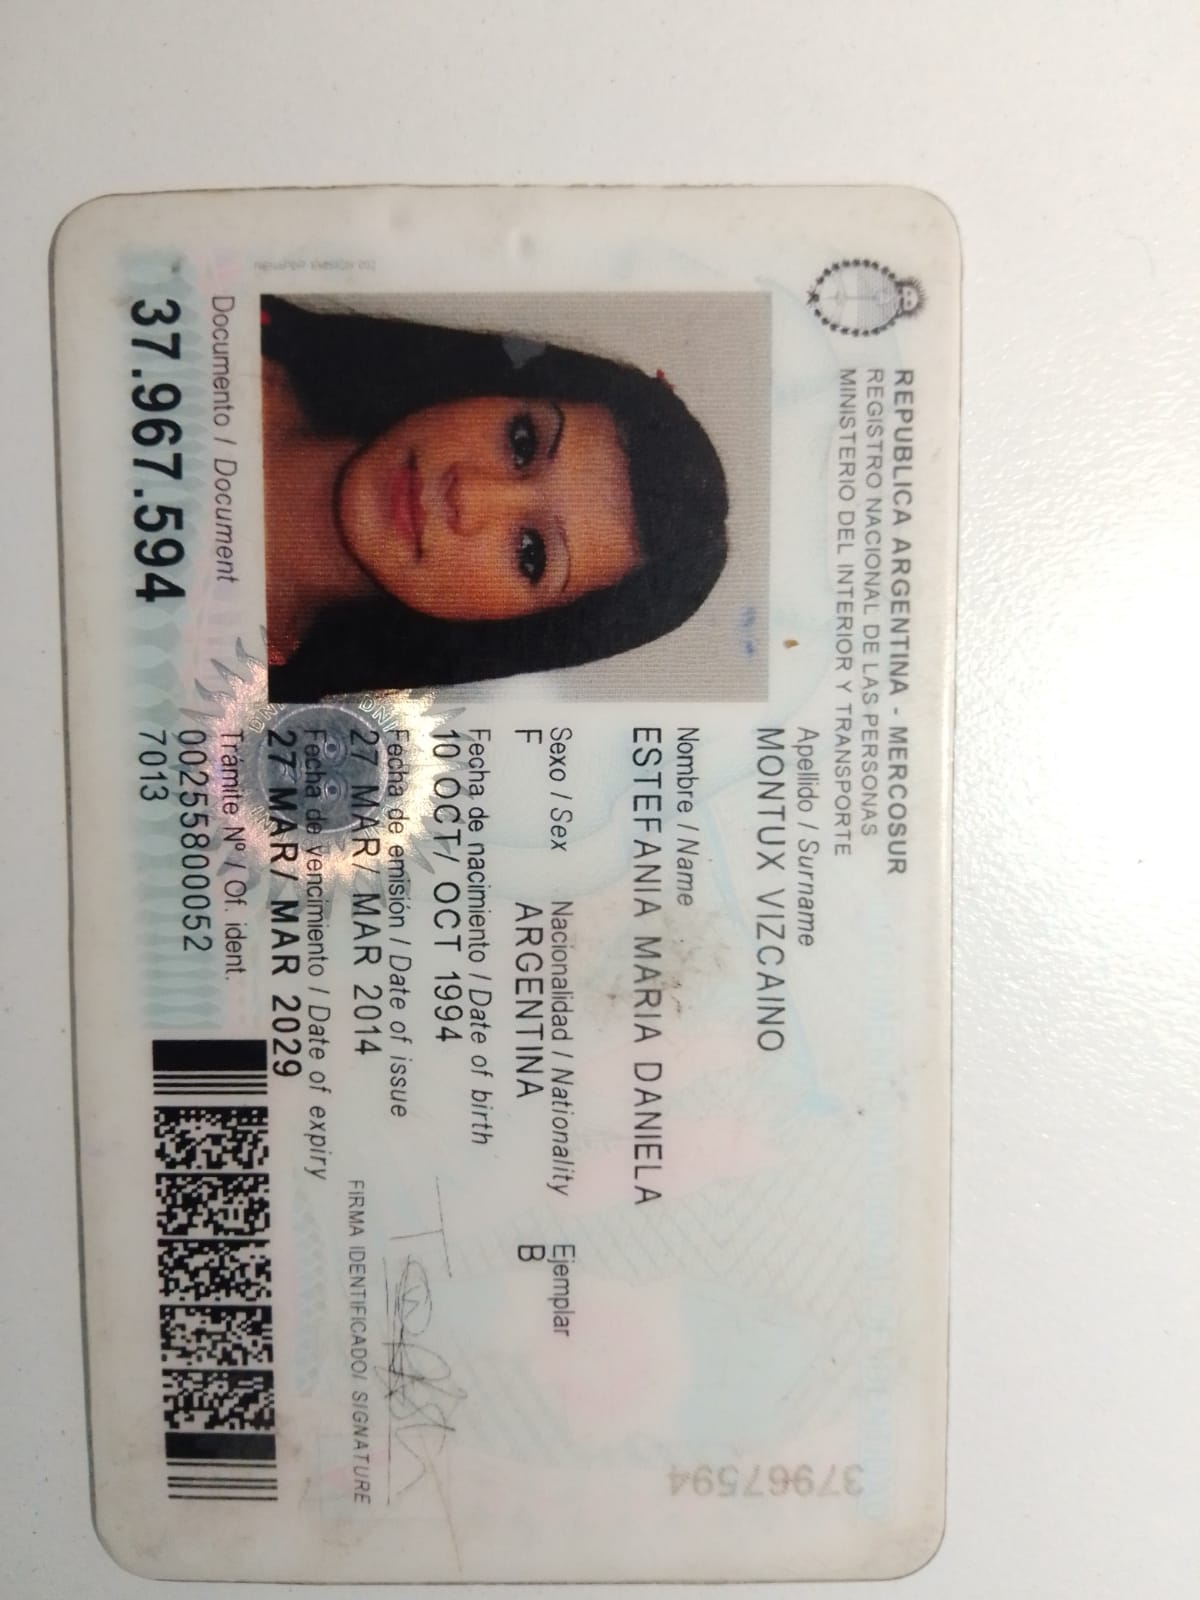 REPUBLICA ARGENTINA - MERCOSUR
REGISTRO NACIONAL DE LAS PERSONAS
MINISTERIO DEL INTERIOR Y TRANSPORTE
Apellido / Surname
MONTUX VIZCAINO
Nombre / Name
ESTEFANIA MARIA DANIELA
Sexo / Sex Nacionalidad / Nationality Ejemplar
F ARGENTINA B
Fecha de nacimiento / Date of birth
10 OCT/ OCT 1994
Fecha de emisión / Date of issue
27 MAR/ MAR 2014
Fecha de vencimiento / Date of expiry
27 MAR/ MAR 2029
FIRMA IDENTIFICADO/ SIGNATURE
Documento / Document
37.967.594
Trámite Nº / Of. ident.
00255800052
7013
37967594
DNI